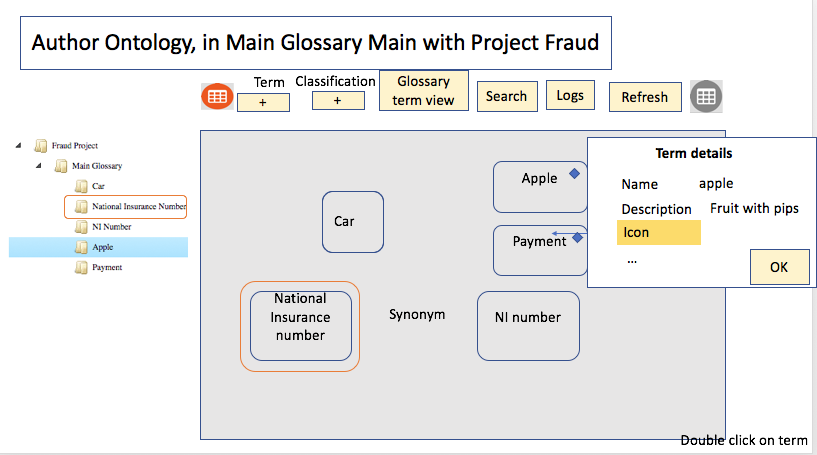 Author Ontology, in Main Glossary Main with Project Fraud
Term
+
Classification
+
Glossary
term view
Search
Logs
Refresh
Fraud Project
Main Glossary
Car
National Insurance Number
NI Number
Apple
Payment
Car
Apple
Payment
National
Insurance
number
Synonym
NI number
Term details
Name apple
Description Fruit with pips
Icon
...
OK
Double click on term